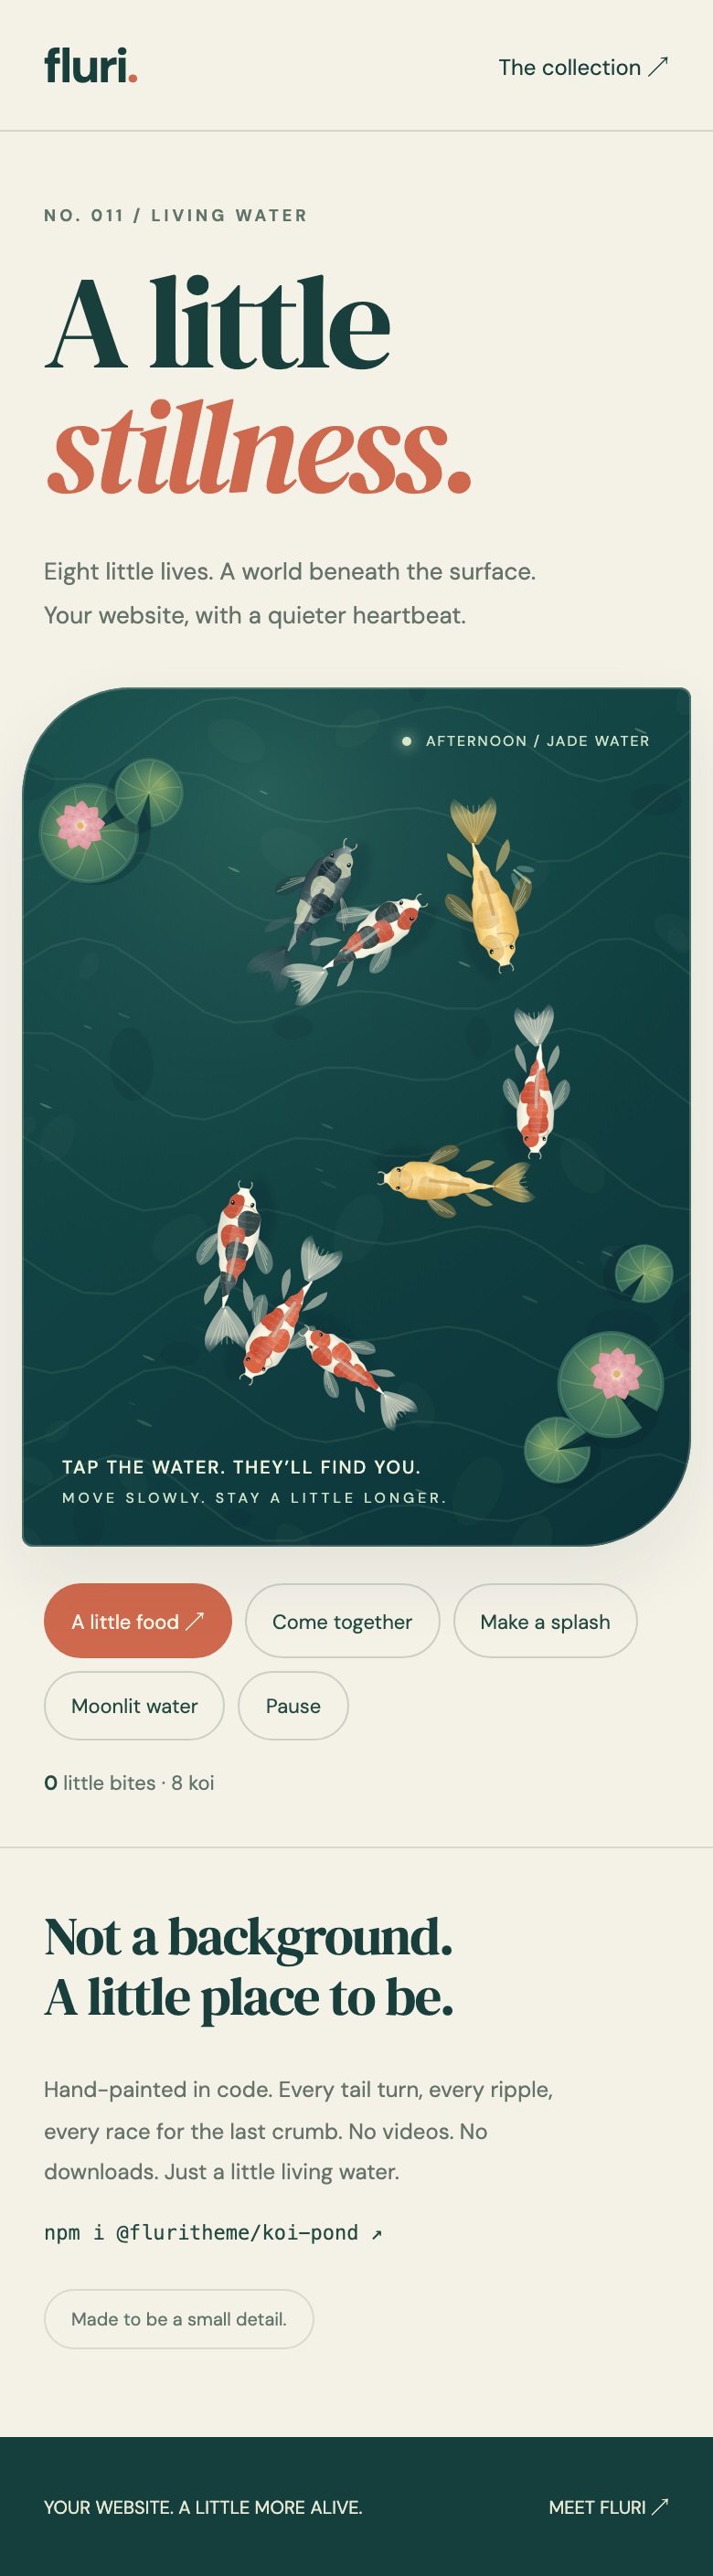 fluri.
The collection ↗
NO. 011 / LIVING WATER
A little
stillness.
Eight little lives. A world beneath the surface.
Your website, with a quieter heartbeat.
AFTERNOON / JADE WATER
TAP THE WATER. THEY’LL FIND YOU.
MOVE SLOWLY. STAY A LITTLE LONGER.
A little food ↗
Come together
Make a splash
Moonlit water
Pause
0 little bites · 8 koi
Not a background.
A little place to be.
Hand-painted in code. Every tail turn, every ripple,
every race for the last crumb. No videos. No
downloads. Just a little living water.
npm i @fluritheme/koi-pond ↗
Made to be a small detail.
YOUR WEBSITE. A LITTLE MORE ALIVE.
MEET FLURI ↗